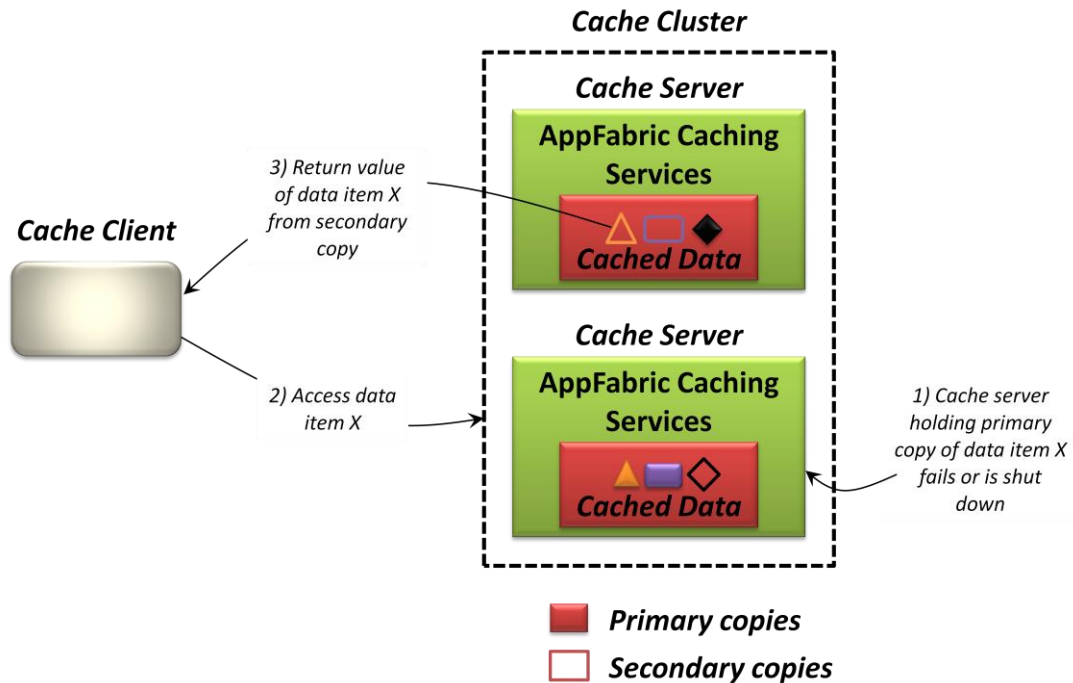 Cache Cluster
Cache Server
AppFabric Caching
Services
Cached Data
3) Return value
of data item X
from secondary
copy
Cache Client
Cache Server
AppFabric Caching
Services
Cached Data
2) Access data
item X
1) Cache server
holding primary
copy of data item X
fails or is shut
down
Primary copies
Secondary copies